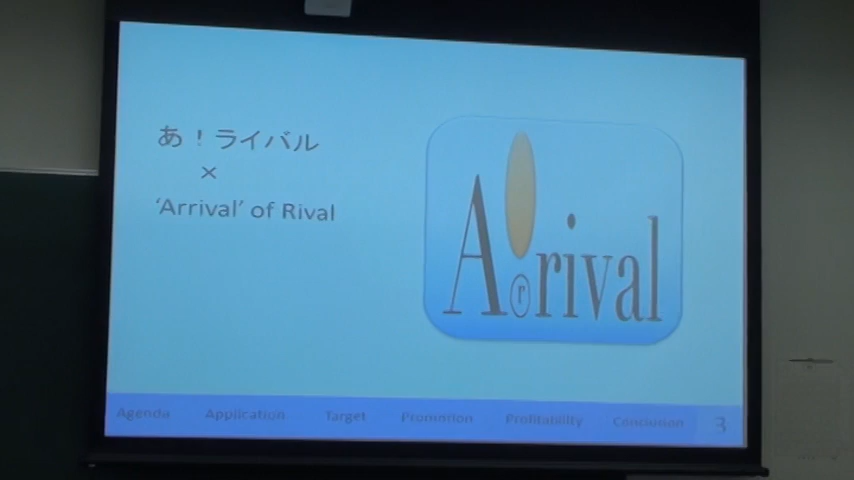 あ！ライバル
×
‘Arrival’ of Rival
Arrival
Agenda Application Target Promotion Profitability Conclusion 3